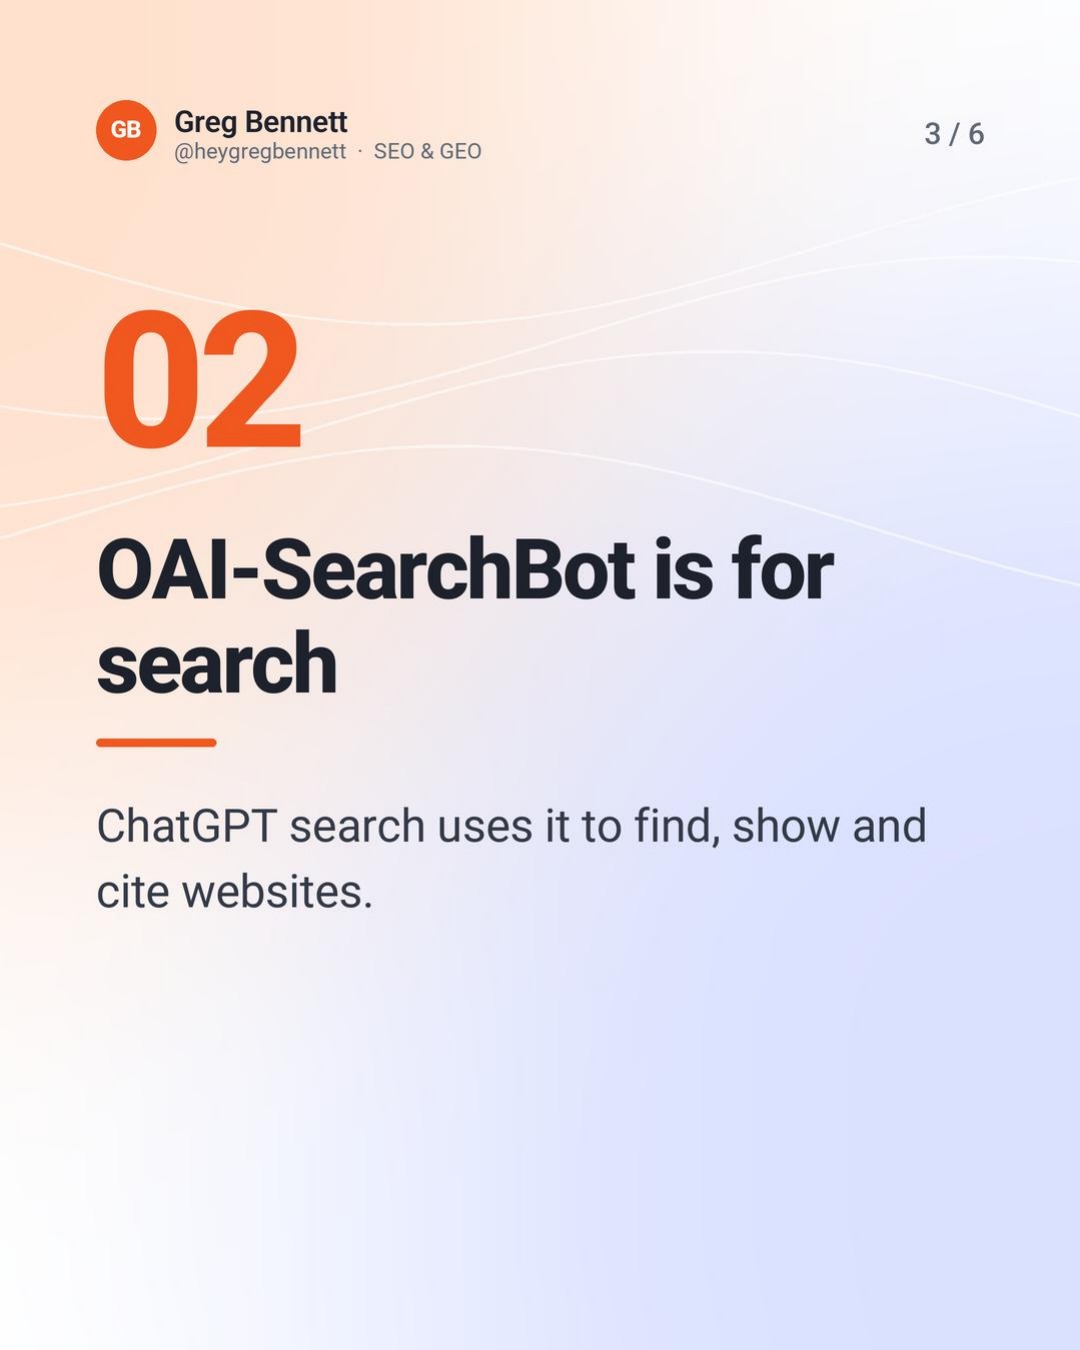 GB
Greg Bennett
@heygregbennett · SEO & GEO
3 / 6
02
OAI-SearchBot is for
search
ChatGPT search uses it to find, show and
cite websites.